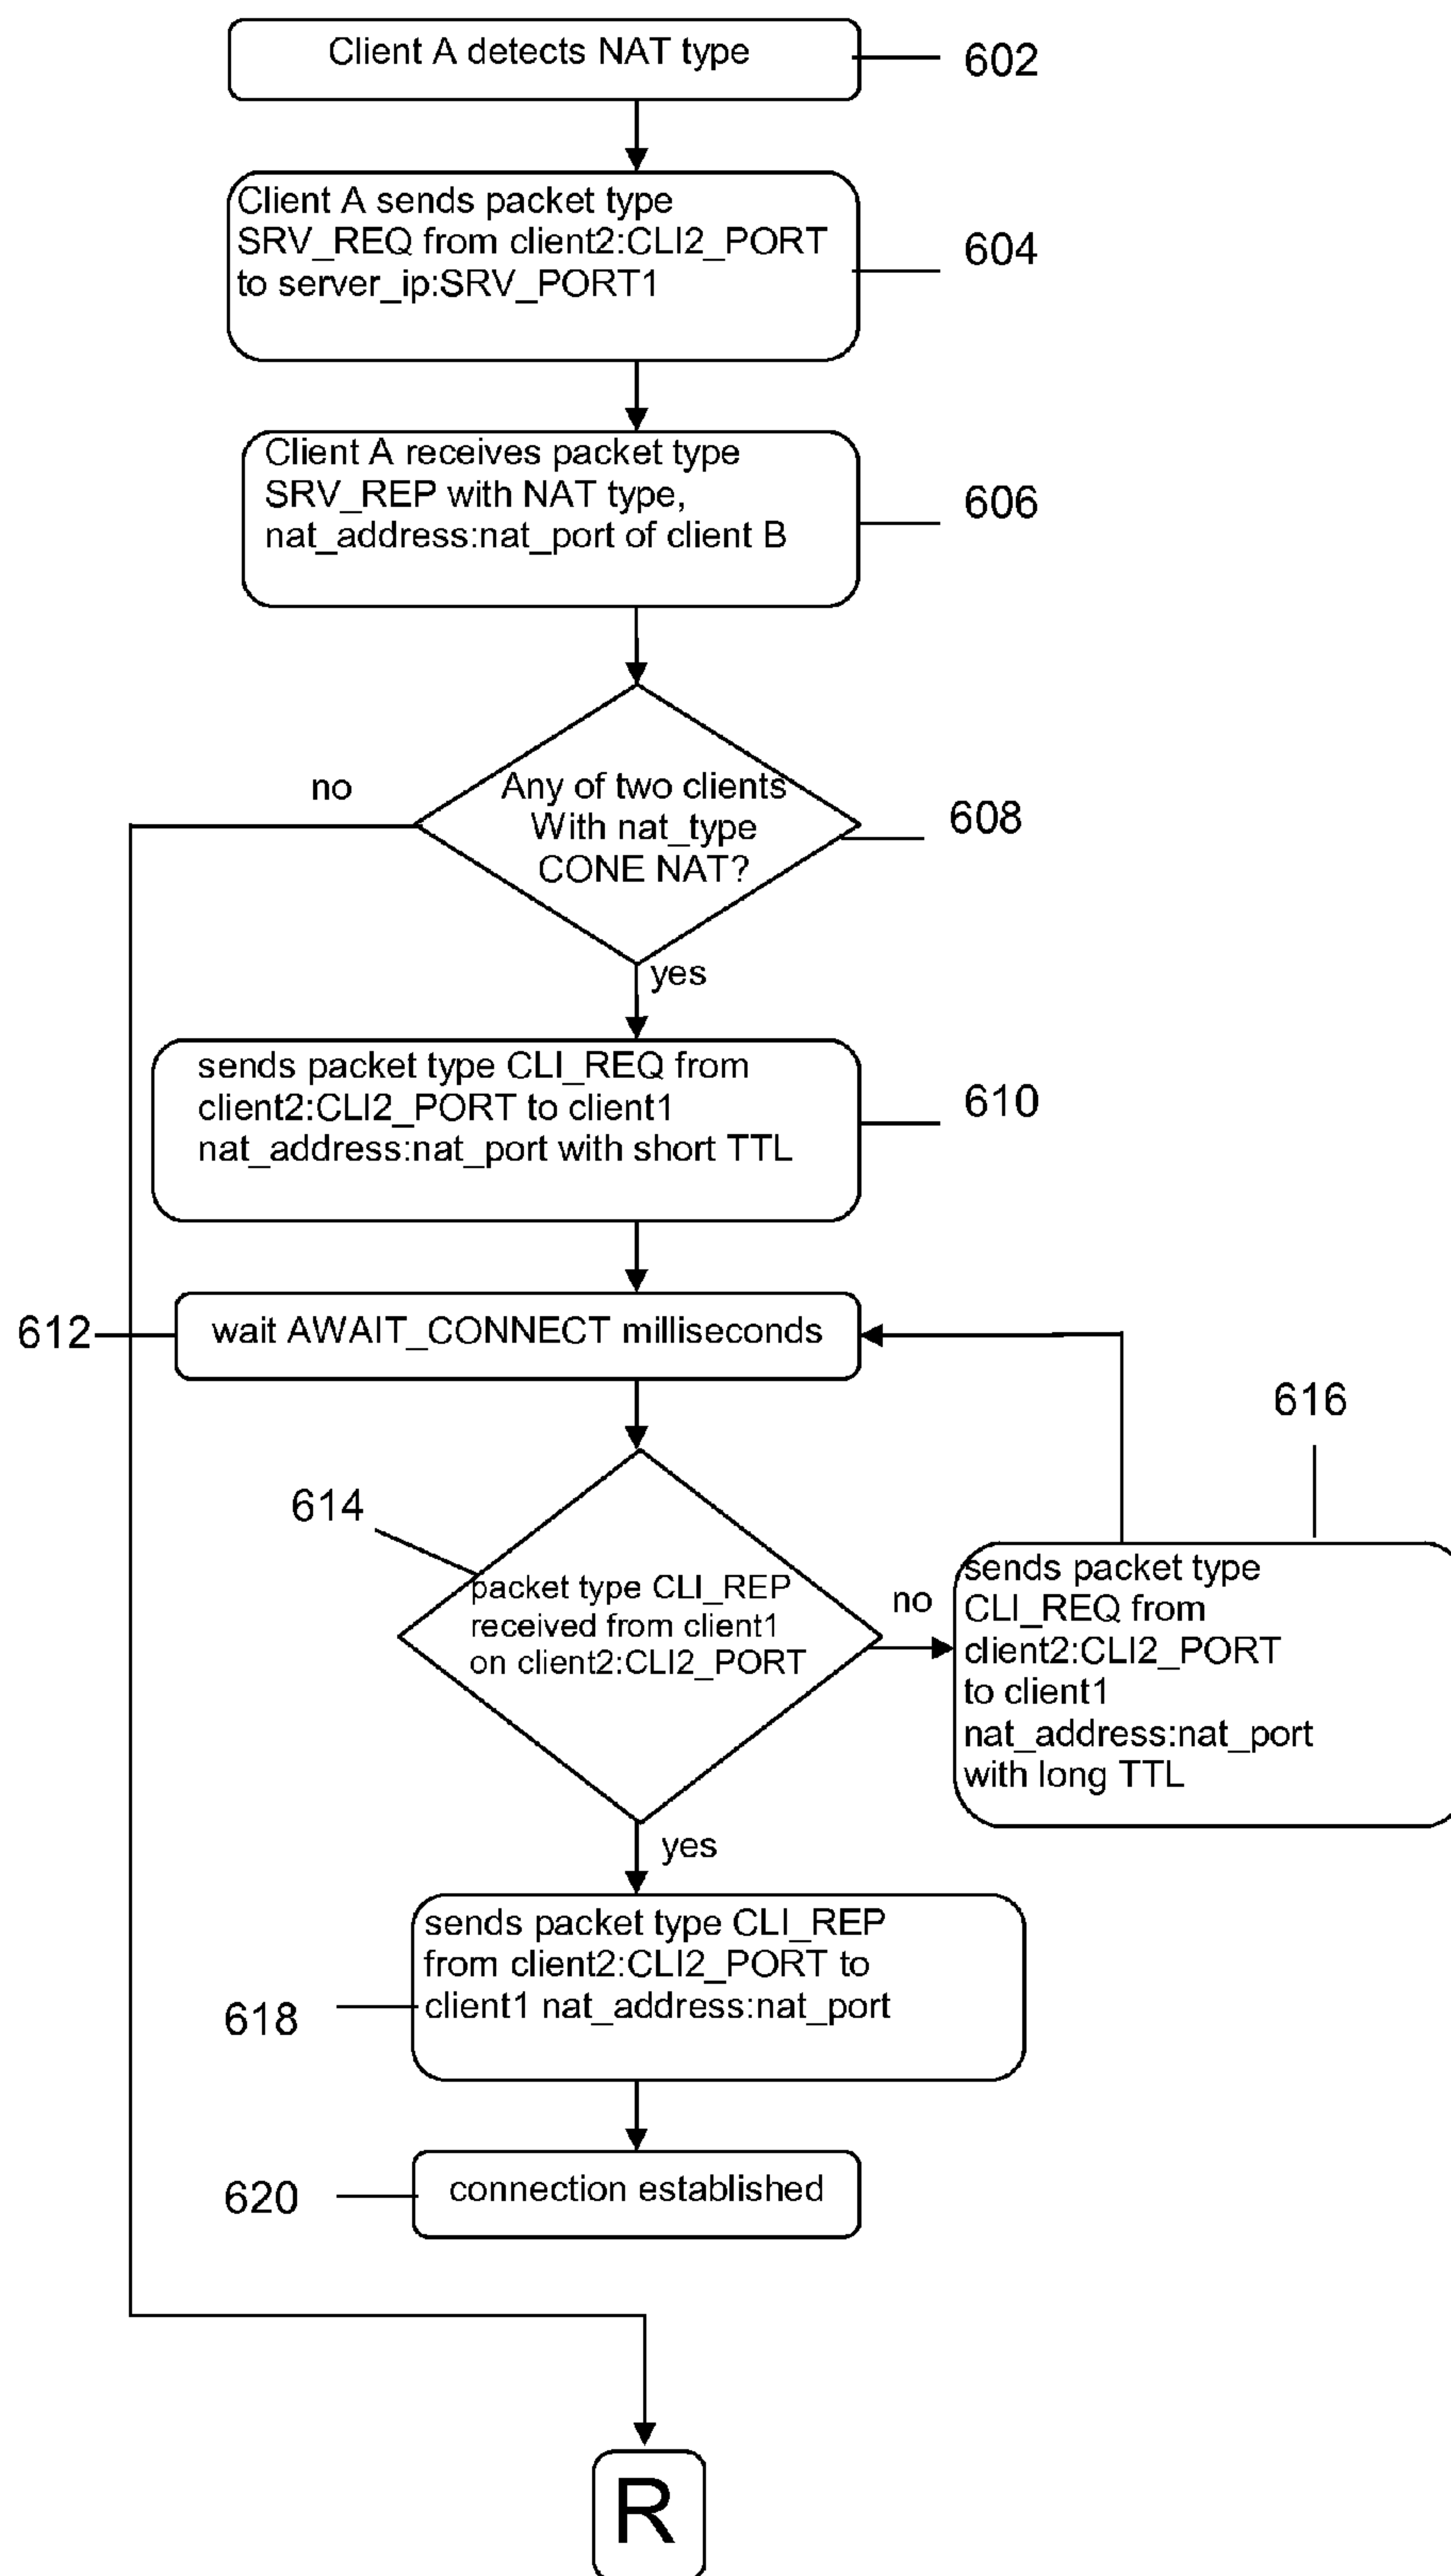 Client A detects NAT type
602
Client A sends packet type
SRV_REQ from client2:CLI2_PORT
to server_ip:SRV_PORT1
604
Client A receives packet type
SRV_REP with NAT type,
nat_address:nat_port of client B
606
no
Any of two clients
With nat_type
CONE NAT?
608
yes
sends packet type CLI_REQ from
client2:CLI2_PORT to client1
nat_address:nat_port with short TTL
610
612
wait AWAIT_CONNECT milliseconds
616
614
packet type CLI_REP
received from client1
on client2:CLI2_PORT
no
sends packet type
CLI_REQ from
client2:CLI2_PORT
to client1
nat_address:nat_port
with long TTL
yes
sends packet type CLI_REP
from client2:CLI2_PORT to
client1 nat_address:nat_port
618
620
connection established
R